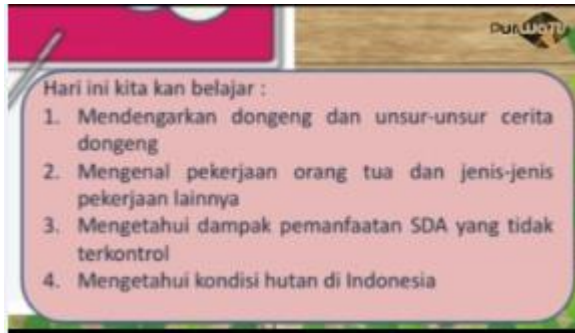 Hari ini kita kan belajar :
1. Mendengarkan dongeng dan unsur-unsur cerita
dongeng
2. Mengenal pekerjaan orang tua dan jenis-jenis
pekerjaan lainnya
3. Mengetahui dampak pemanfaatan SDA yang tidak
terkontrol
4. Mengetahui kondisi hutan di Indonesia